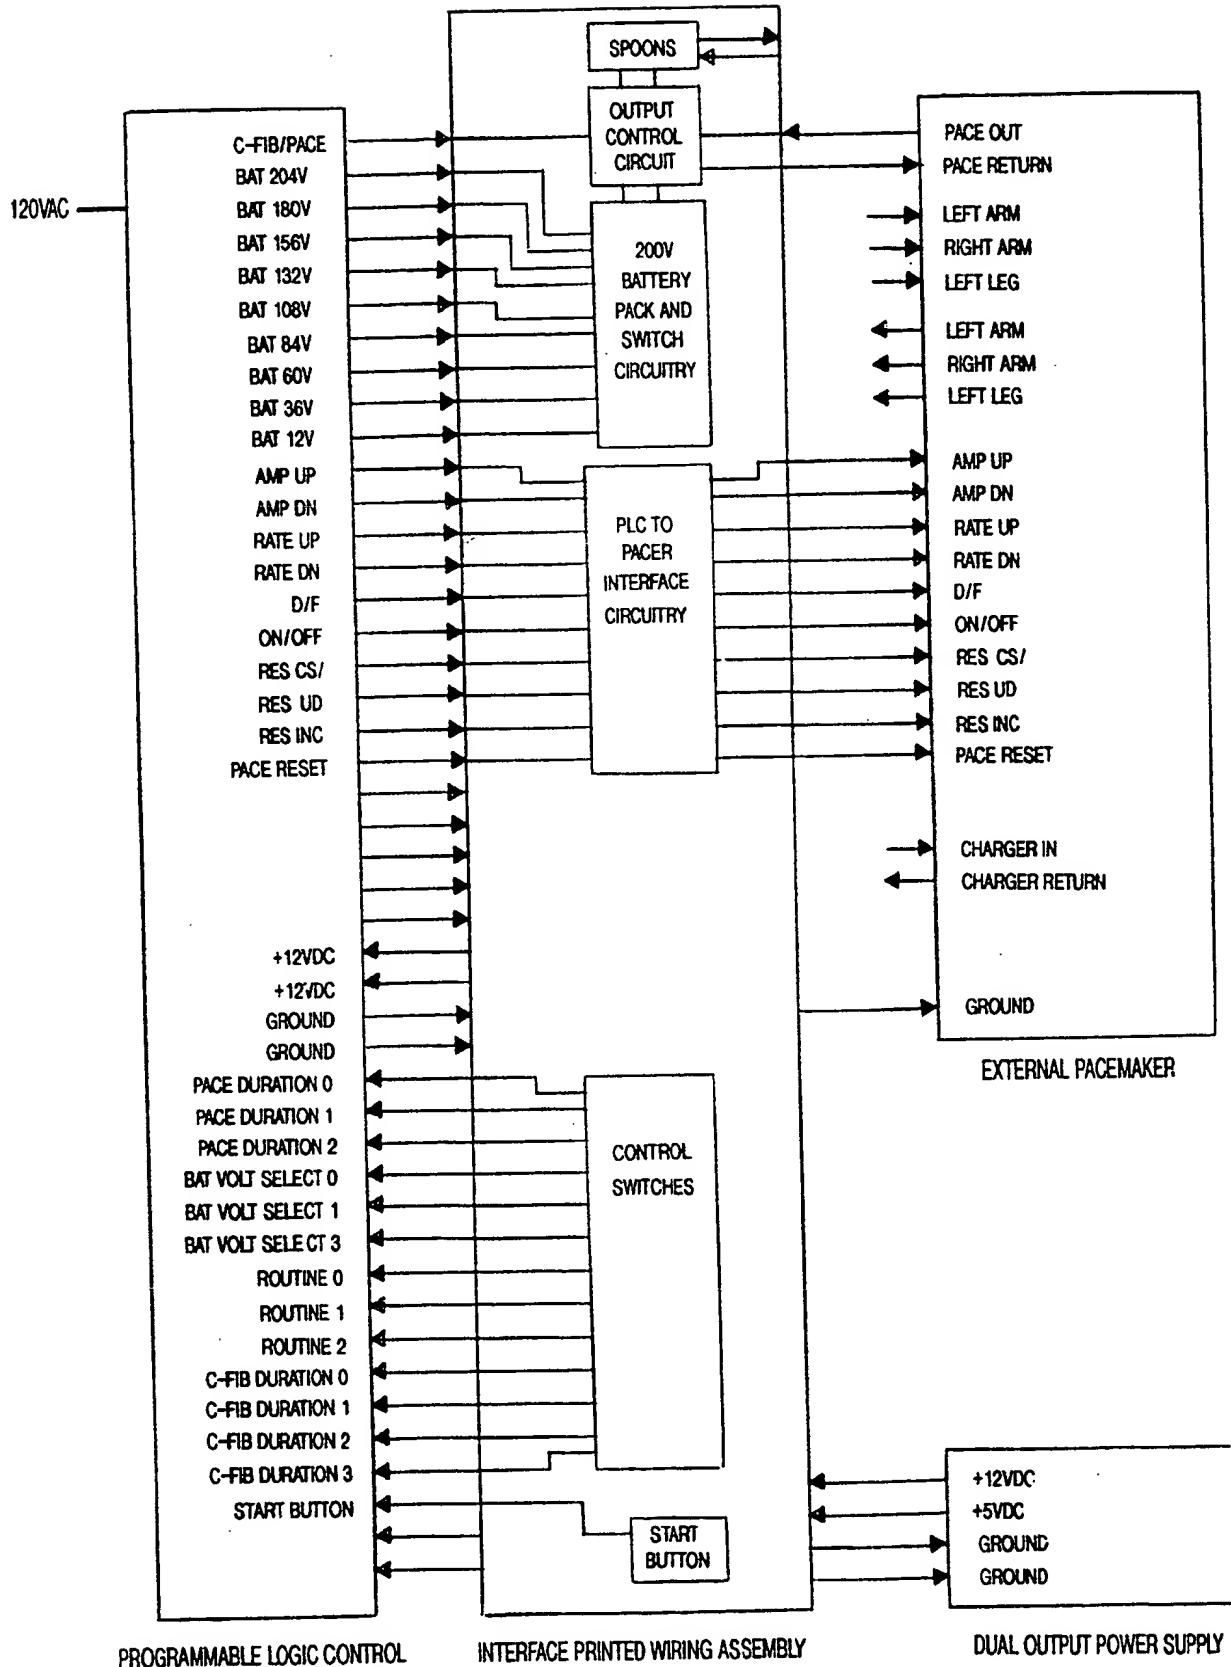 120VAC
C-FIB/PACE
BAT 204V
BAT 180V
BAT 156V
BAT 132V
BAT 108V
BAT 84V
BAT 60V
BAT 36V
BAT 12V
AMP UP
AMP DN
RATE UP
RATE DN
D/F
ON/OFF
RES CS/
RES UD
RES INC
PACE RESET
+12VDC
+12VDC
GROUND
GROUND
PACE DURATION 0
PACE DURATION 1
PACE DURATION 2
BAT VOLT SELECT 0
BAT VOLT SELECT 1
BAT VOLT SELECT 3
ROUTINE 0
ROUTINE 1
ROUTINE 2
C-FIB DURATION 0
C-FIB DURATION 1
C-FIB DURATION 2
C-FIB DURATION 3
START BUTTON
PROGRAMMABLE LOGIC CONTROL
SPOONS
OUTPUT
CONTROL
CIRCUIT
200V
BATTERY
PACK AND
SWITCH
CIRCUITRY
PLC TO
PACER
INTERFACE
CIRCUITRY
CONTROL
SWITCHES
START
BUTTON
INTERFACE PRINTED WIRING ASSEMBLY
PACE OUT
PACE RETURN
LEFT ARM
RIGHT ARM
LEFT LEG
LEFT ARM
RIGHT ARM
LEFT LEG
AMP UP
AMP DN
RATE UP
RATE DN
D/F
ON/OFF
RES CS/
RES UD
RES INC
PACE RESET
CHARGER IN
CHARGER RETURN
GROUND
EXTERNAL PACEMAKER
+12VDC
+5VDC
GROUND
GROUND
DUAL OUTPUT POWER SUPPLY